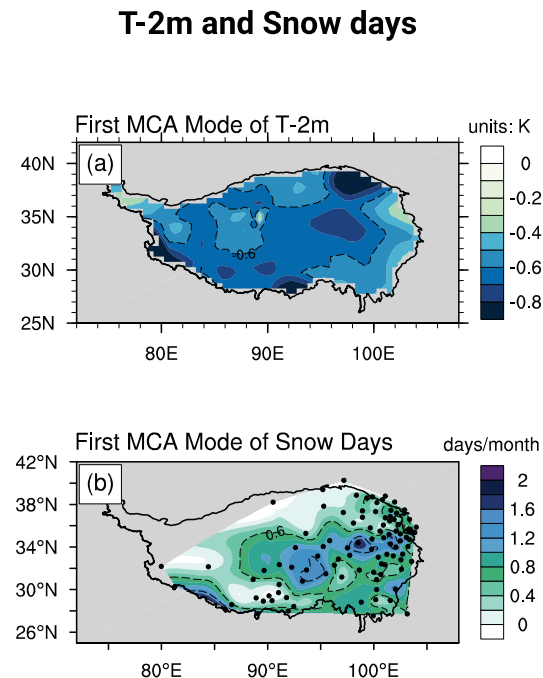 T-2m and Snow days
First MCA Mode of T-2m
units: K
(a)
40N
35N
30N
25N
-0.6
80E
90E
100E
0
-0.2
-0.4
-0.6
-0.8
First MCA Mode of Snow Days
days/month
(b)
42°N
38°N
34°N
30°N
26°N
0.6
80°E
90°E
100°E
2
1.6
1.2
0.8
0.4
0